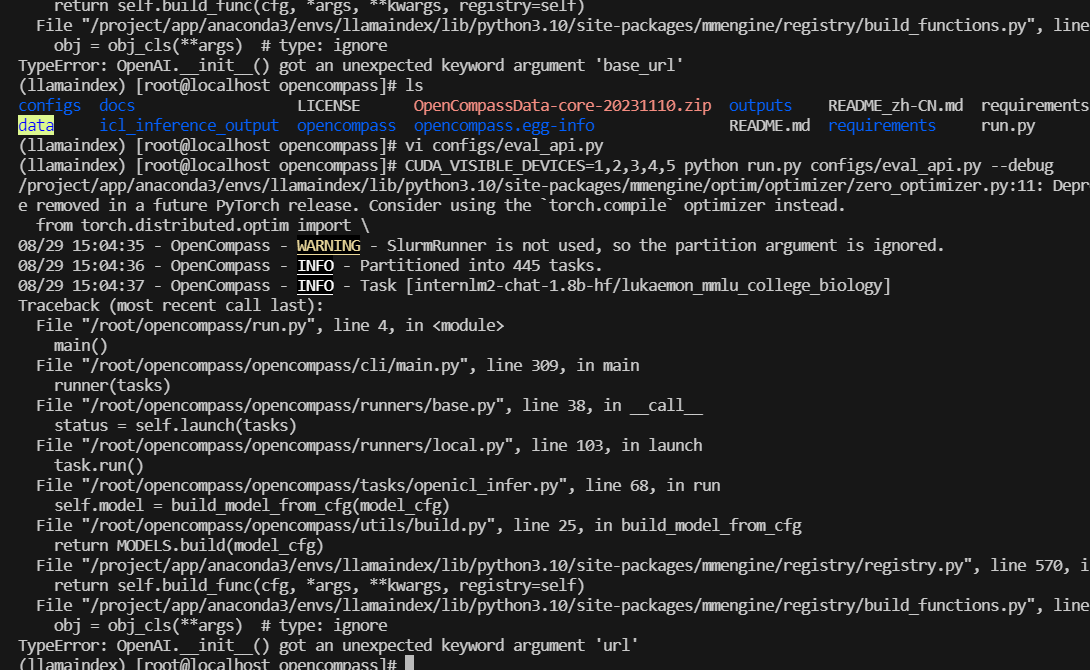 return self.build_func(cfg, *args, **kwargs, registry=self)
File "/project/app/anaconda3/envs/llamaindex/lib/python3.10/site-packages/mmengine/registry/build_functions.py", line
obj = obj_cls(**args)  # type: ignore
TypeError: OpenAI.__init__() got an unexpected keyword argument 'base_url'
(llamaindex) [root@localhost opencompass]# ls
configs  docs  LICENSE  OpenCompassData-core-20231110.zip  outputs  README_zh-CN.md  requirements
data  icl_inference_output  opencompass  opencompass.egg-info  README.md  requirements  run.py
(llamaindex) [root@localhost opencompass]# vi configs/eval_api.py
(llamaindex) [root@localhost opencompass]# CUDA_VISIBLE_DEVICES=1,2,3,4,5 python run.py configs/eval_api.py --debug
/project/app/anaconda3/envs/llamaindex/lib/python3.10/site-packages/mmengine/optim/optimizer/zero_optimizer.py:11: Depr
e removed in a future PyTorch release. Consider using the `torch.compile` optimizer instead.
from torch.distributed.optim import \
08/29 15:04:35 - OpenCompass - WARNING - SlurmRunner is not used, so the partition argument is ignored.
08/29 15:04:36 - OpenCompass - INFO - Partitioned into 445 tasks.
08/29 15:04:37 - OpenCompass - INFO - Task [internlm2-chat-1.8b-hf/lukaemon_mmlu_college_biology]
Traceback (most recent call last):
File "/root/opencompass/run.py", line 4, in <module>
main()
File "/root/opencompass/opencompass/cli/main.py", line 309, in main
runner(tasks)
File "/root/opencompass/opencompass/runners/base.py", line 38, in __call__
status = self.launch(tasks)
File "/root/opencompass/opencompass/runners/local.py", line 103, in launch
task.run()
File "/root/opencompass/opencompass/tasks/openicl_infer.py", line 68, in run
self.model = build_model_from_cfg(model_cfg)
File "/root/opencompass/opencompass/utils/build.py", line 25, in build_model_from_cfg
return MODELS.build(model_cfg)
File "/project/app/anaconda3/envs/llamaindex/lib/python3.10/site-packages/mmengine/registry/registry.py", line 570, i
return self.build_func(cfg, *args, **kwargs, registry=self)
File "/project/app/anaconda3/envs/llamaindex/lib/python3.10/site-packages/mmengine/registry/build_functions.py", line
obj = obj_cls(**args)  # type: ignore
TypeError: OpenAI.__init__() got an unexpected keyword argument 'url'
(llamaindex) [root@localhost opencompass]#